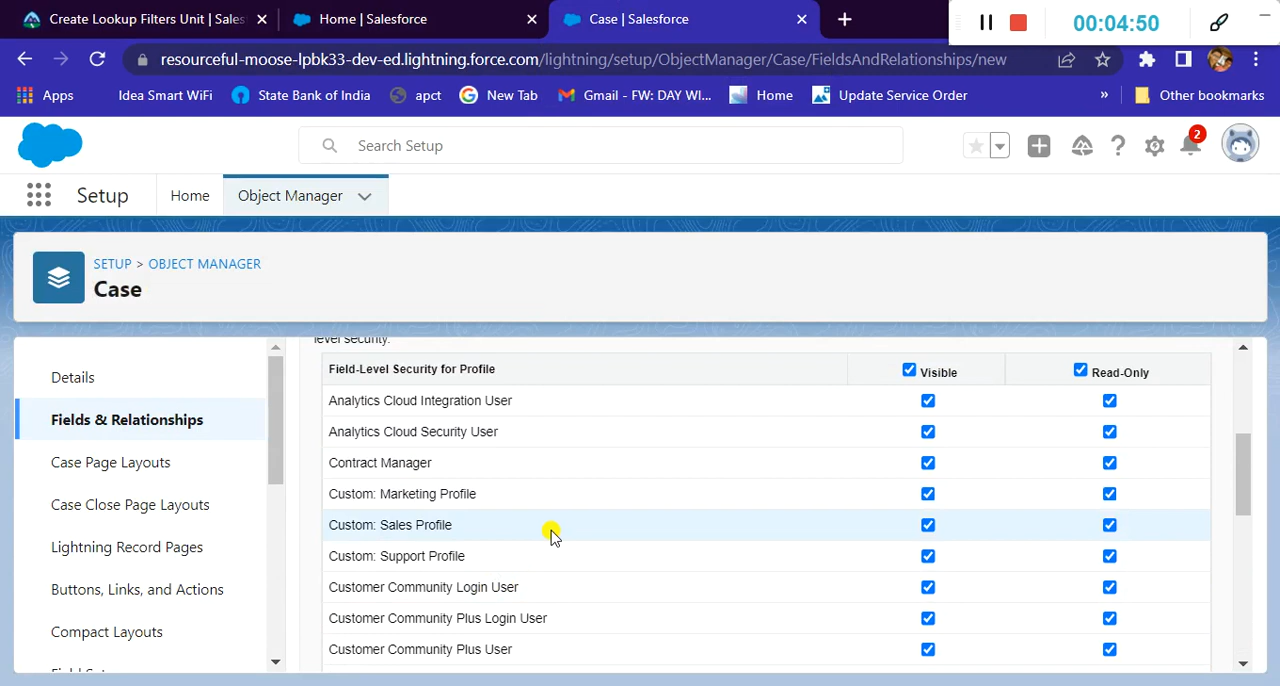 Create Lookup Filters Unit | Sales
Home | Salesforce
Case | Salesforce
00:04:50
resourceful-moose-lpbk33-dev-ed.lightning.force.com/lightning/setup/ObjectManager/Case/FieldsAndRelationships/new
Apps
Idea Smart WiFi
State Bank of India
apct
New Tab
Gmail - FW: DAY WI...
Home
Update Service Order
»
Other bookmarks
Search Setup
2
Setup
Home
Object Manager
SETUP > OBJECT MANAGER
Case
Details
Fields & Relationships
Case Page Layouts
Case Close Page Layouts
Lightning Record Pages
Buttons, Links, and Actions
Compact Layouts
level security.
Field-Level Security for Profile Visible Read-Only
Analytics Cloud Integration User
Analytics Cloud Security User
Contract Manager
Custom: Marketing Profile
Custom: Sales Profile
Custom: Support Profile
Customer Community Login User
Customer Community Plus Login User
Customer Community Plus User